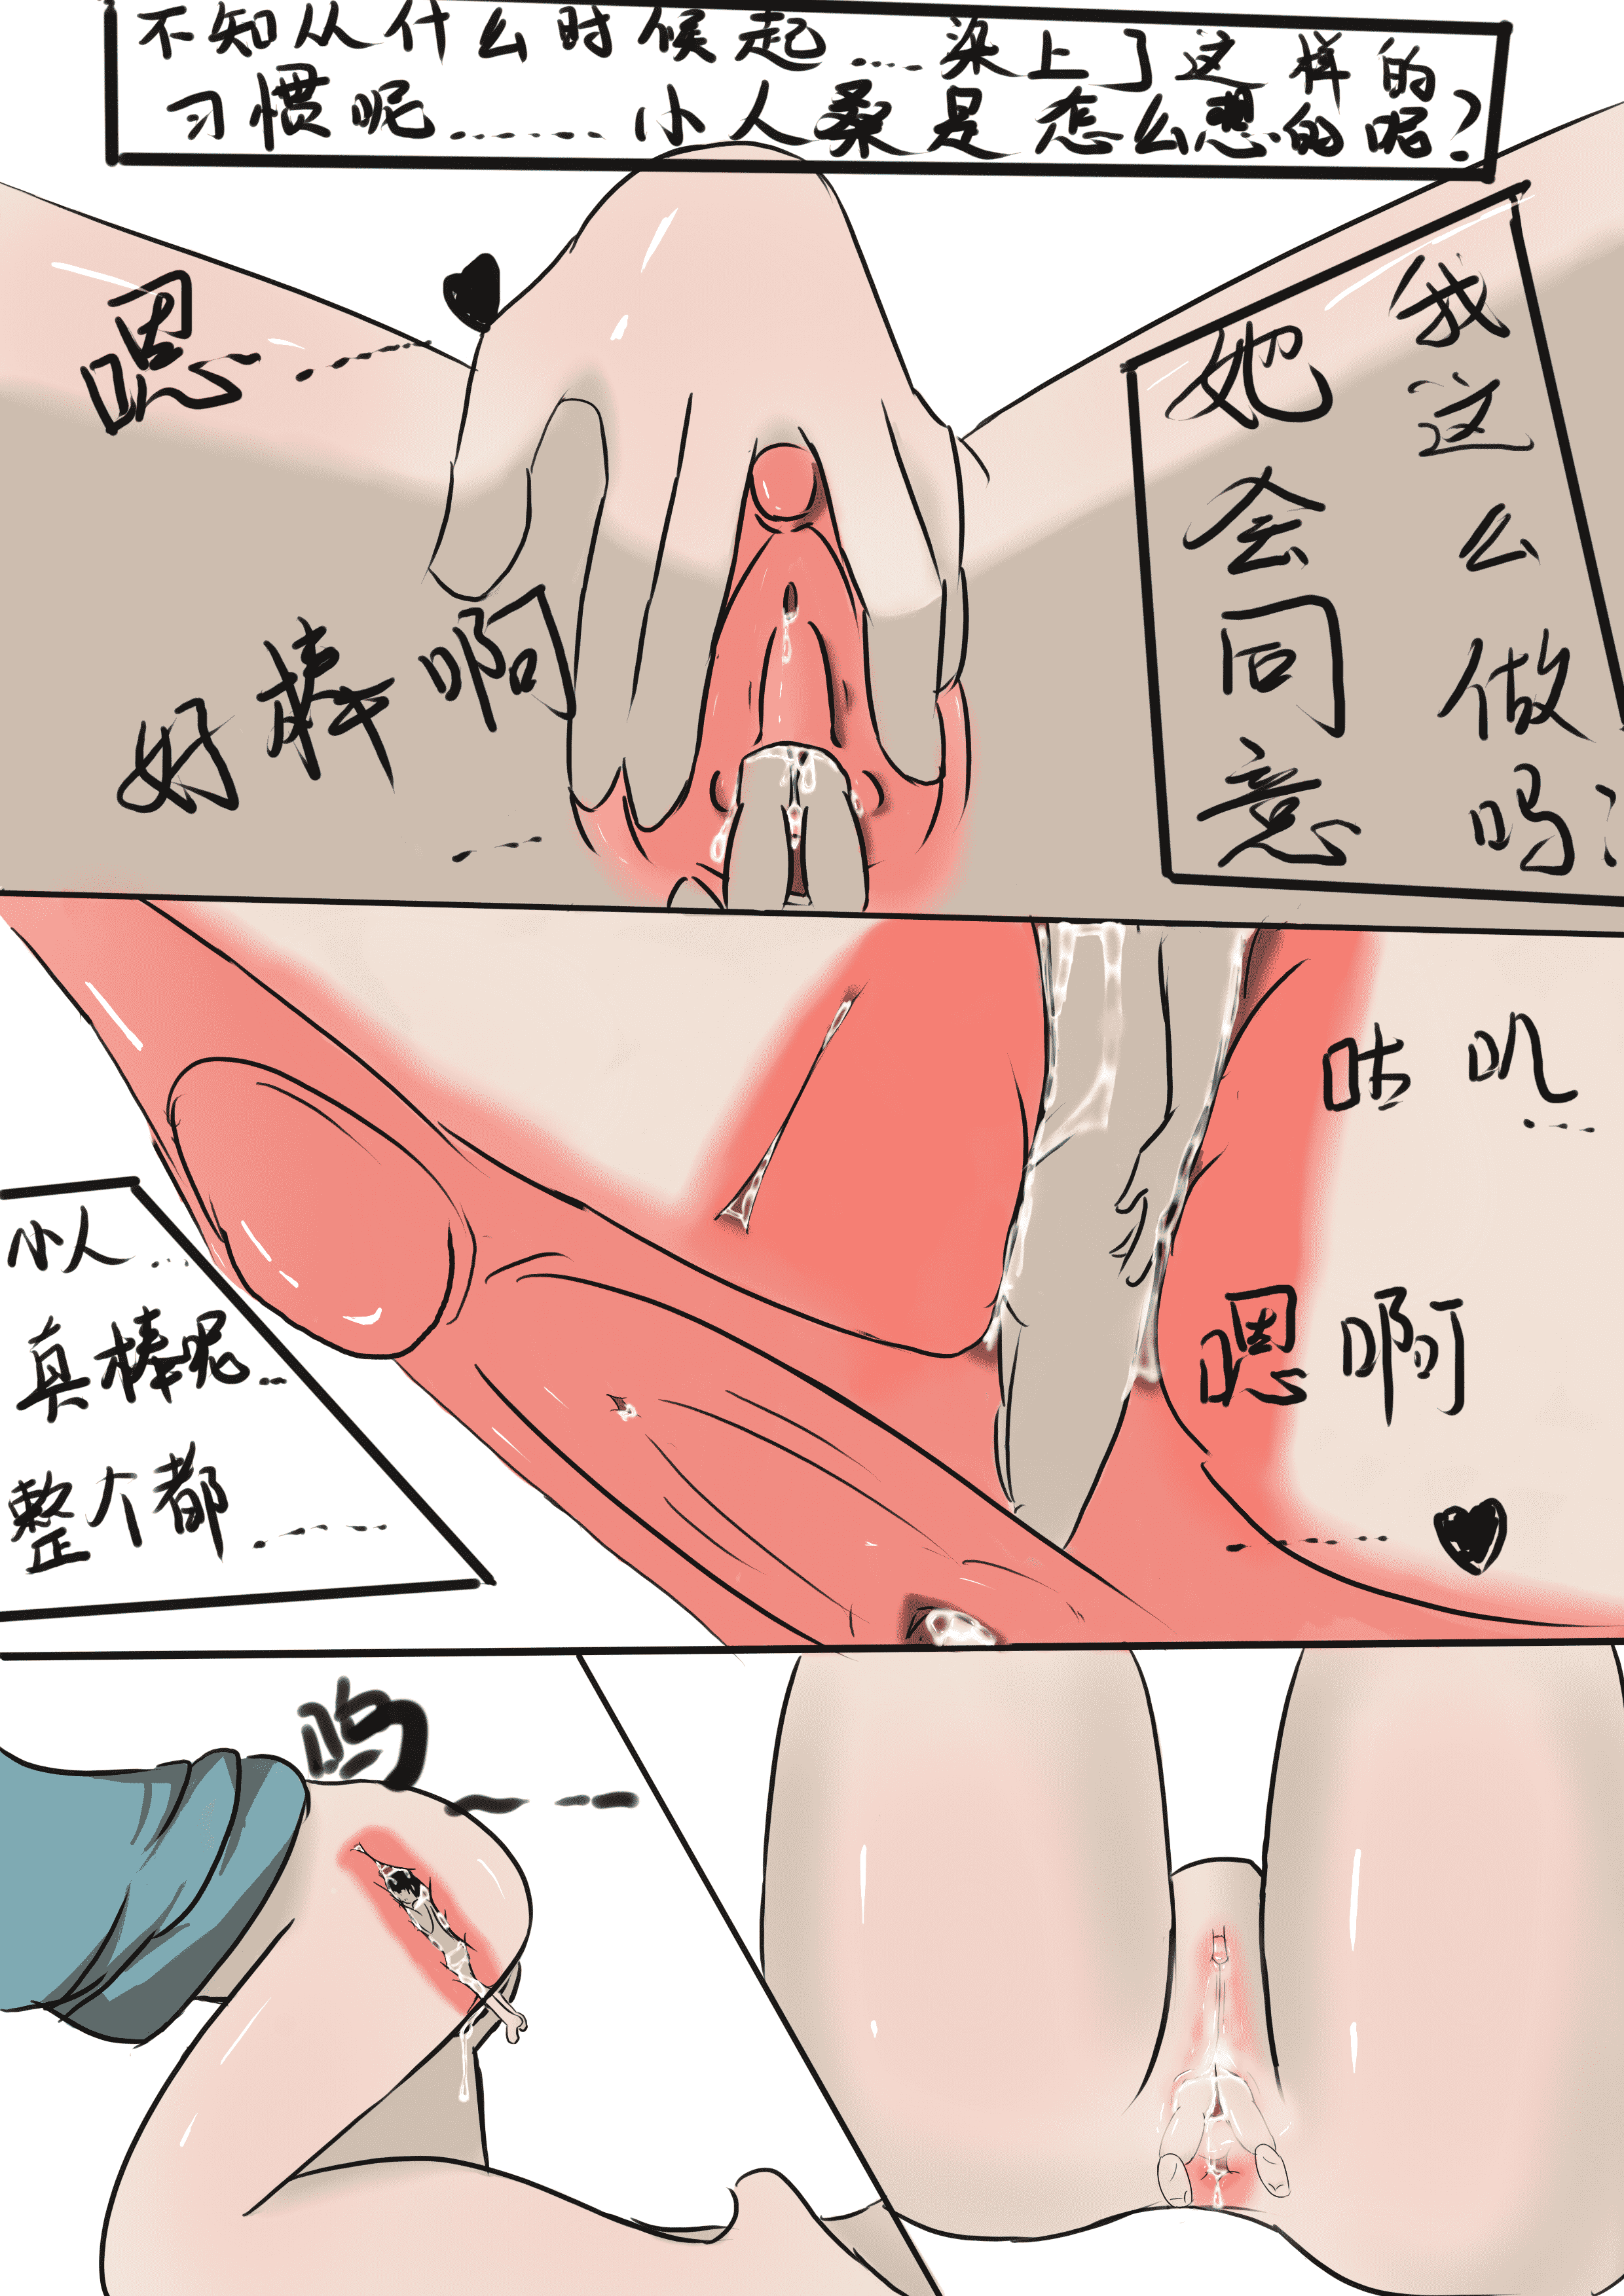 不知从什么时候起……染上了这样的
习惯呢………小人桑是怎么想的呢？
我这么做吗？
她会同意
嗯……
好棒啊……
咕叽……
小人……
真棒呢…
整个都……
嗯啊……
呜……